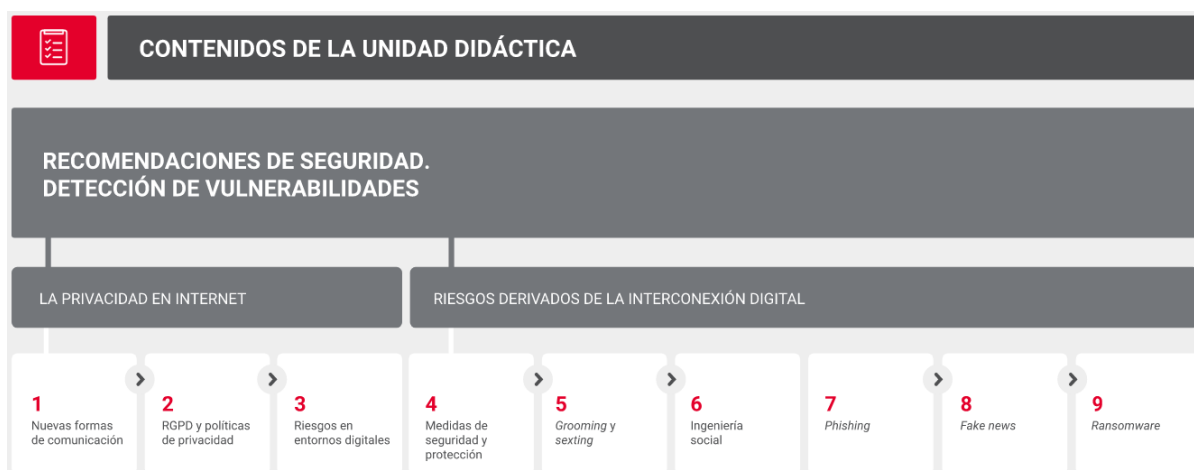 CONTENIDOS DE LA UNIDAD DIDÁCTICA
RECOMENDACIONES DE SEGURIDAD.
DETECCIÓN DE VULNERABILIDADES
LA PRIVACIDAD EN INTERNET
RIESGOS DERIVADOS DE LA INTERCONEXIÓN DIGITAL
1
Nuevas formas
de comunicación
2
RGPD y políticas
de privacidad
3
Riesgos en
entornos digitales
4
Medidas de
seguridad y
protección
5
Grooming y
sexting
6
Ingeniería
social
7
Phishing
8
Fake news
9
Ransomware